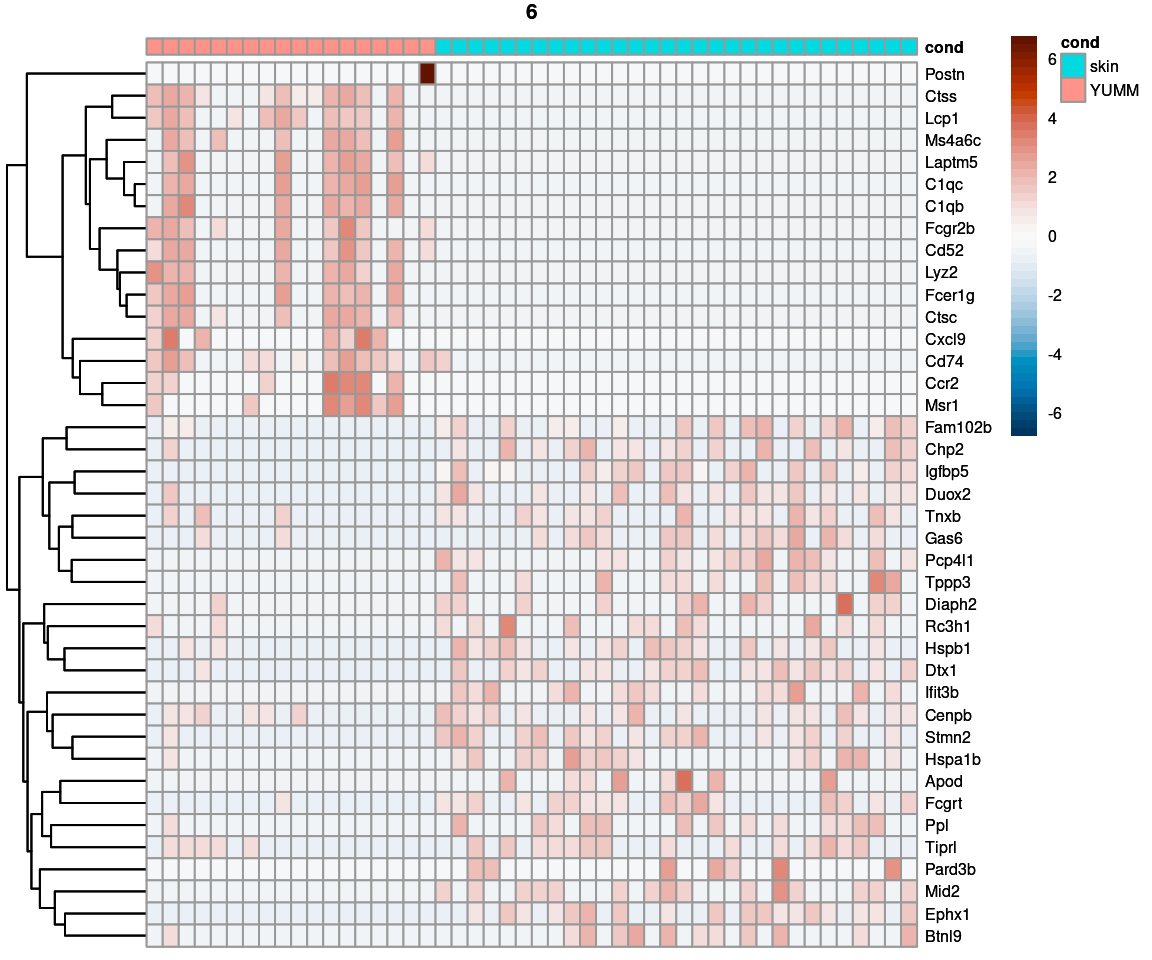 6
cond
Postn
Ctss
Lcp1
Ms4a6c
Laptm5
C1qc
C1qb
Fcgr2b
Cd52
Lyz2
Fcer1g
Ctsc
Cxcl9
Cd74
Ccr2
Msr1
Fam102b
Chp2
Igfbp5
Duox2
Tnxb
Gas6
Pcp4l1
Tppp3
Diaph2
Rc3h1
Hspb1
Dtx1
Ifit3b
Cenpb
Stmn2
Hspa1b
Apod
Fcgrt
Ppl
Tiprl
Pard3b
Mid2
Ephx1
Btnl9
6
4
2
0
-2
-4
-6
cond
skin
YUMM